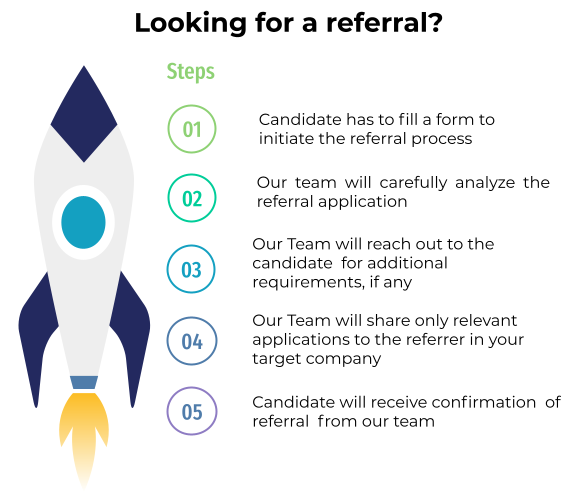 Looking for a referral?
Steps
01
Candidate has to fill a form to
initiate the referral process
02
Our team will carefully analyze the
referral application
03
Our Team will reach out to the
candidate for additional
requirements, if any
04
Our Team will share only relevant
applications to the referrer in your
target company
05
Candidate will receive confirmation of
referral from our team